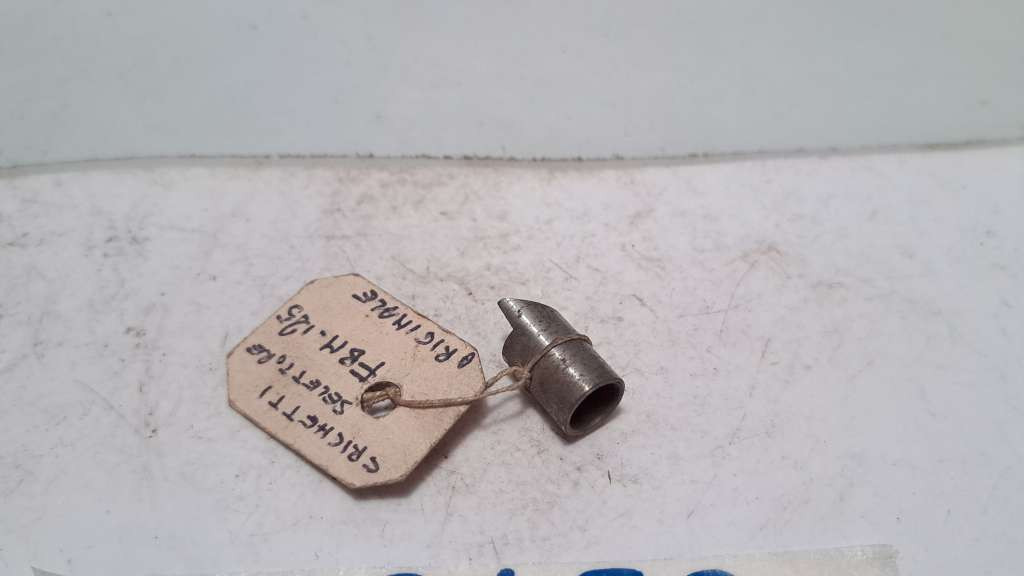 CRICHETTI
SELETTORE
FBM-125
ORIGINALE